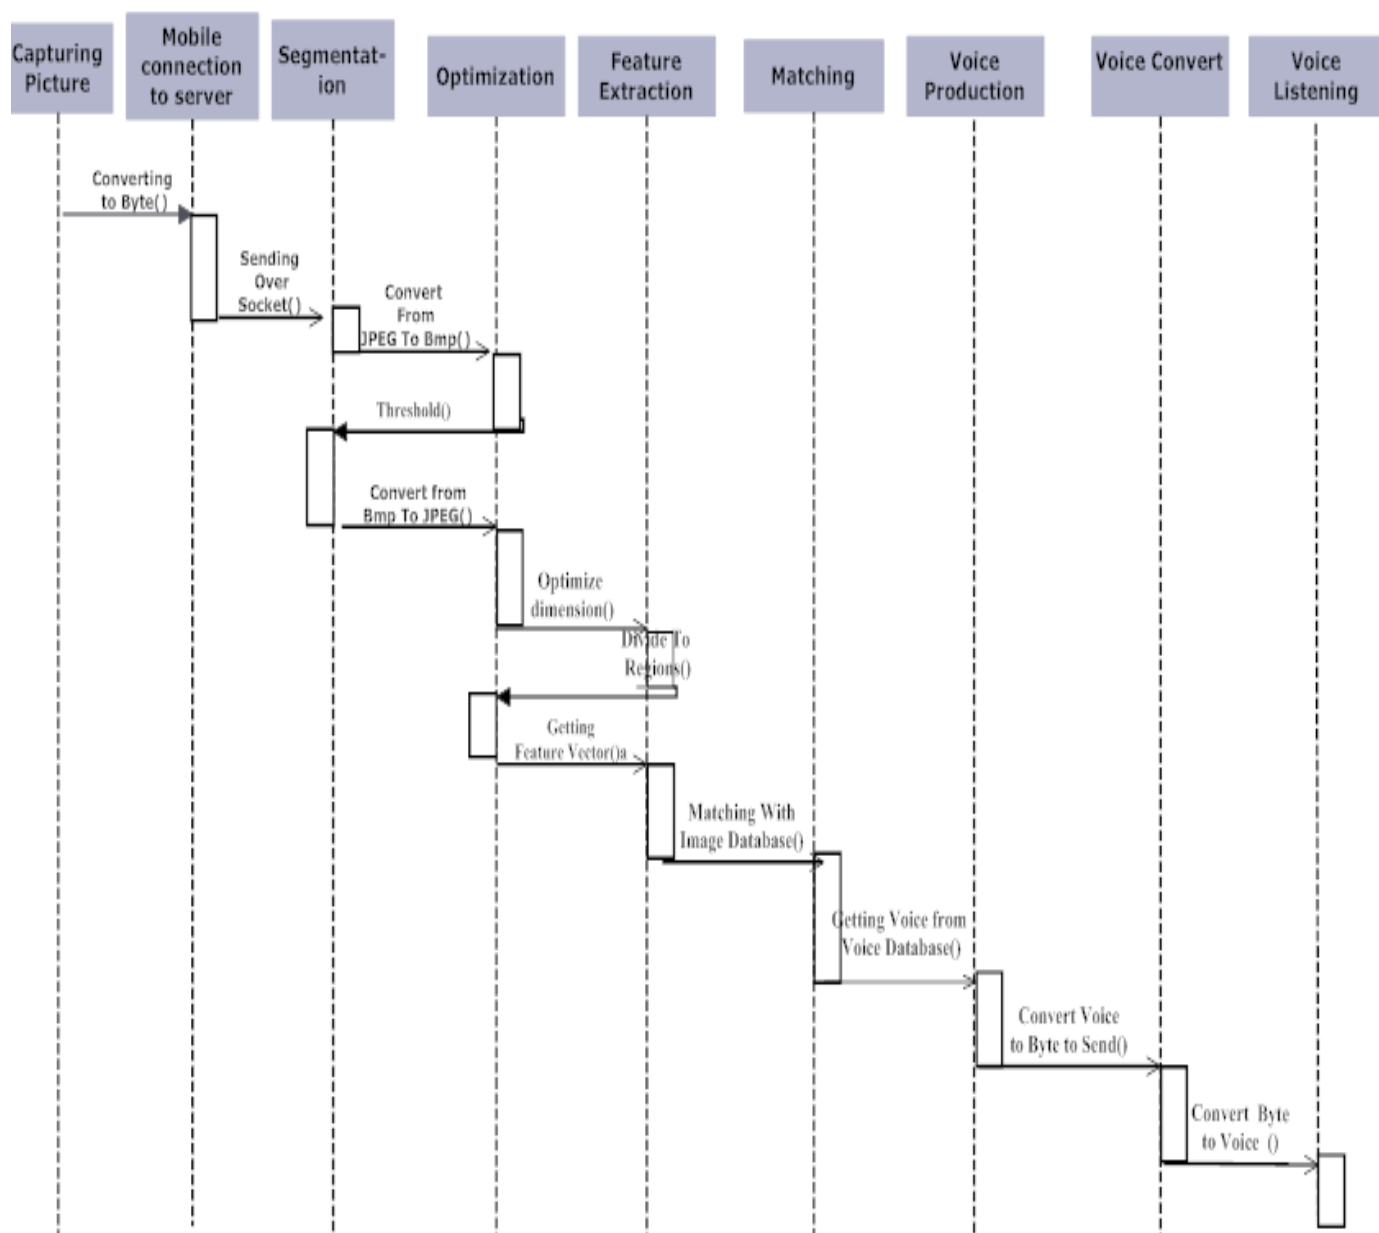 Capturing
Picture
Mobile
connection
to server
Segmentat-
ion
Optimization
Feature
Extraction
Matching
Voice
Production
Voice Convert
Voice
Listening
Converting
to Byte()
Sending
Over
Socket()
Convert
From
JPEG To Bmp()
Threshold()
Convert from
Bmp To JPEG()
Optimize
dimension()
Divide To
Regions()
Getting
Feature Vector()a
Matching With
Image Database()
Getting Voice from
Voice Database()
Convert Voice
to Byte to Send()
Convert Byte
to Voice ()